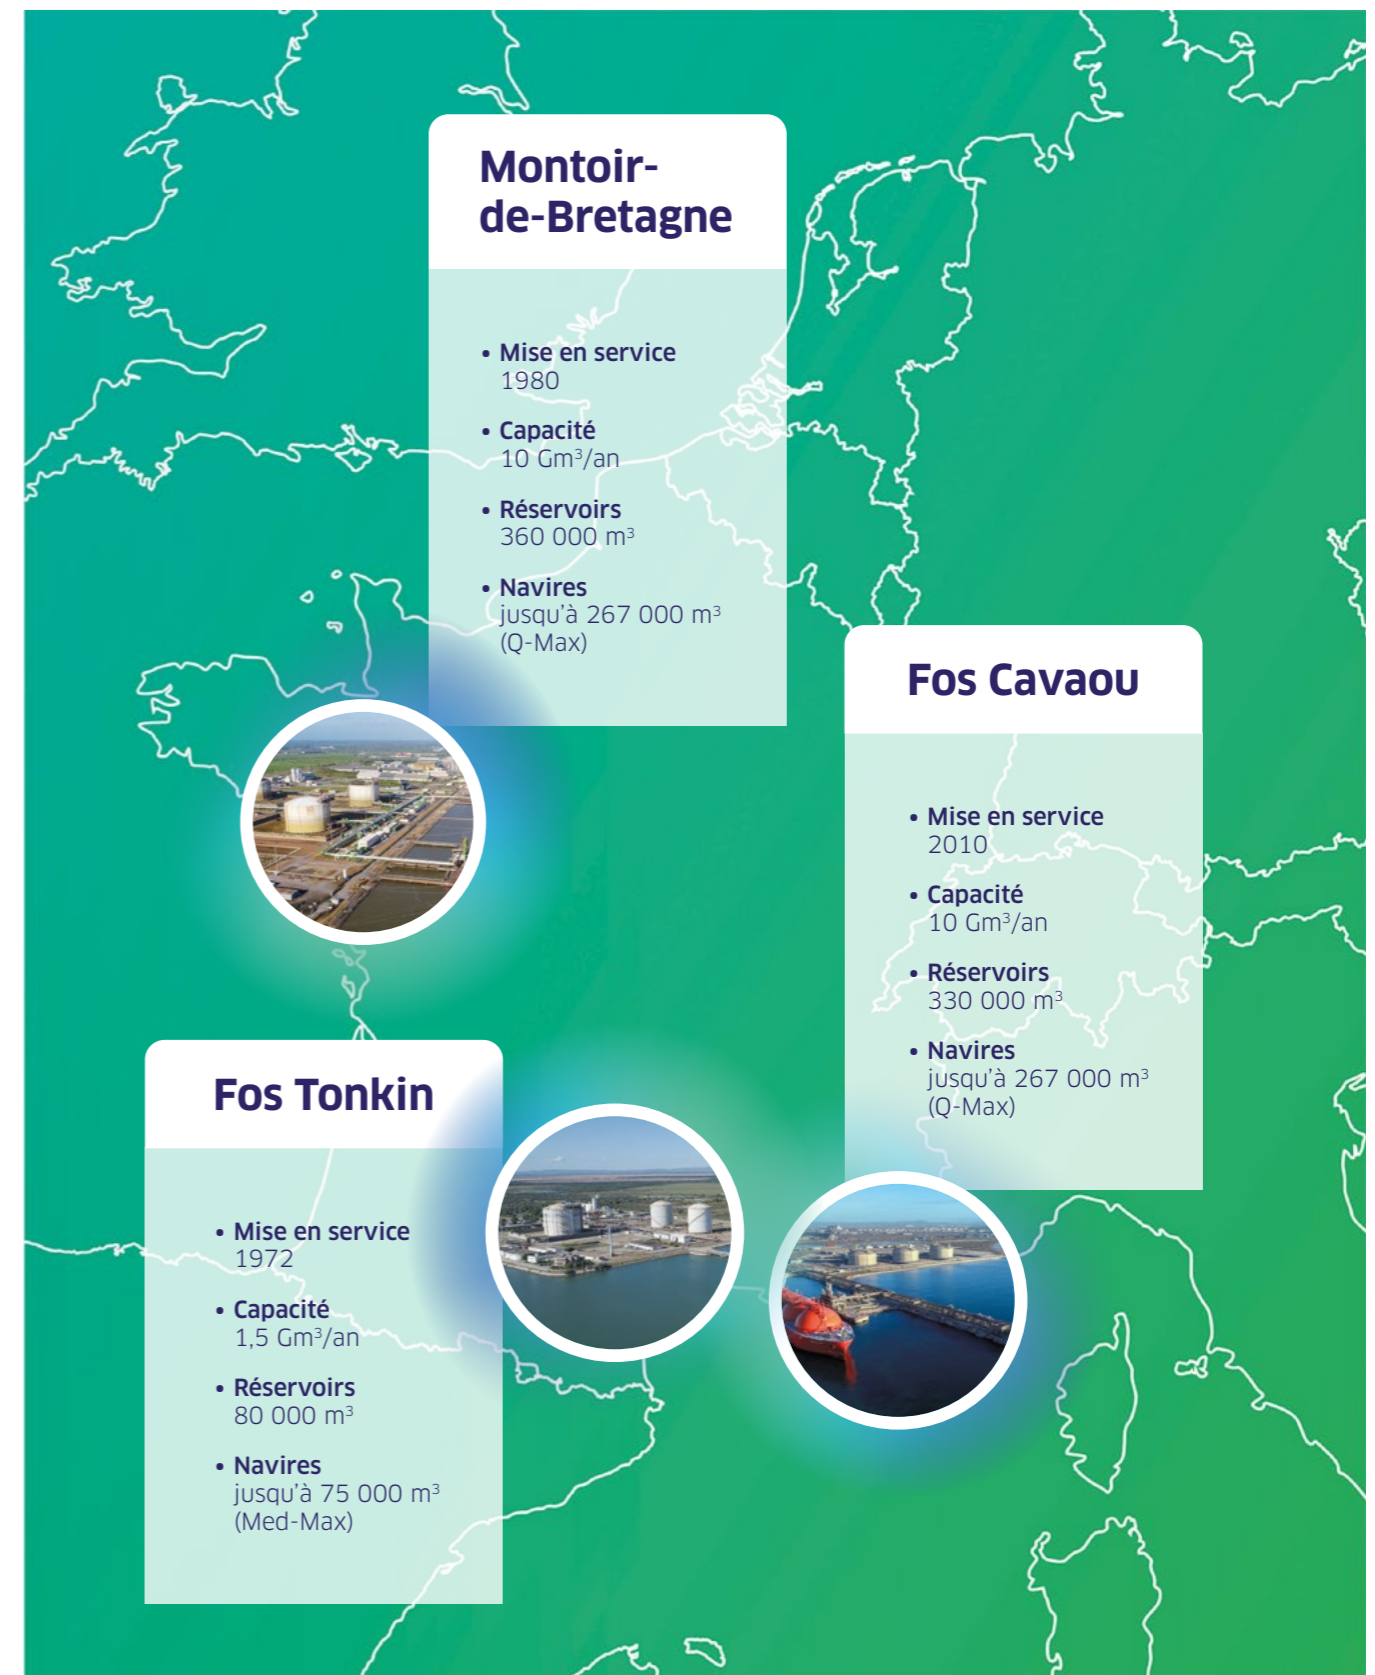 Montoir-
de-Bretagne
• Mise en service
1980
• Capacité
10 Gm³/an
• Réservoirs
360 000 m³
• Navires
jusqu'à 267 000 m³
(Q-Max)
Fos Cavaou
• Mise en service
2010
• Capacité
10 Gm³/an
• Réservoirs
330 000 m³
• Navires
jusqu'à 267 000 m³
(Q-Max)
Fos Tonkin
• Mise en service
1972
• Capacité
1,5 Gm³/an
• Réservoirs
80 000 m³
• Navires
jusqu'à 75 000 m³
(Med-Max)